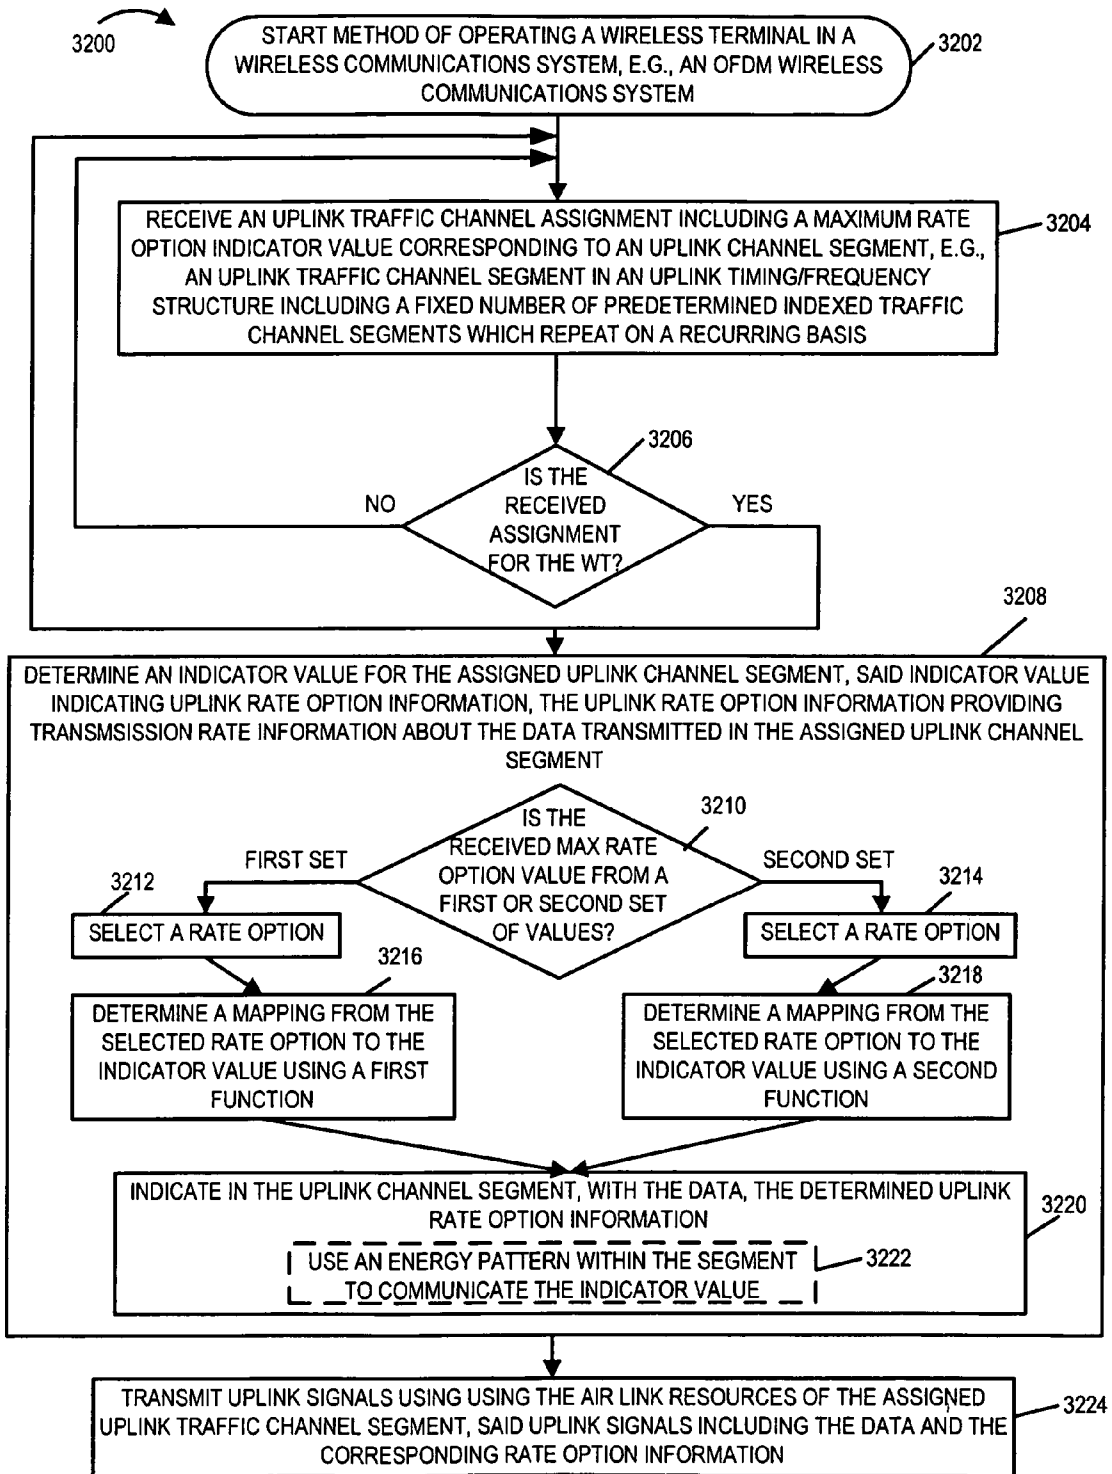 3200
START METHOD OF OPERATING A WIRELESS TERMINAL IN A
WIRELESS COMMUNICATIONS SYSTEM, E.G., AN OFDM WIRELESS
COMMUNICATIONS SYSTEM
3202
RECEIVE AN UPLINK TRAFFIC CHANNEL ASSIGNMENT INCLUDING A MAXIMUM RATE
OPTION INDICATOR VALUE CORRESPONDING TO AN UPLINK CHANNEL SEGMENT, E.G.,
AN UPLINK TRAFFIC CHANNEL SEGMENT IN AN UPLINK TIMING/FREQUENCY
STRUCTURE INCLUDING A FIXED NUMBER OF PREDETERMINED INDEXED TRAFFIC
CHANNEL SEGMENTS WHICH REPEAT ON A RECURRING BASIS
3204
3206
IS THE
RECEIVED
ASSIGNMENT
FOR THE WT?
NO
YES
3208
DETERMINE AN INDICATOR VALUE FOR THE ASSIGNED UPLINK CHANNEL SEGMENT, SAID INDICATOR VALUE
INDICATING UPLINK RATE OPTION INFORMATION, THE UPLINK RATE OPTION INFORMATION PROVIDING
TRANSMSISSION RATE INFORMATION ABOUT THE DATA TRANSMITTED IN THE ASSIGNED UPLINK CHANNEL
SEGMENT
3210
IS THE
RECEIVED MAX RATE
OPTION VALUE FROM A
FIRST OR SECOND SET
OF VALUES?
FIRST SET
SECOND SET
3212
SELECT A RATE OPTION
3214
SELECT A RATE OPTION
3216
DETERMINE A MAPPING FROM THE
SELECTED RATE OPTION TO THE
INDICATOR VALUE USING A FIRST
FUNCTION
3218
DETERMINE A MAPPING FROM THE
SELECTED RATE OPTION TO THE
INDICATOR VALUE USING A SECOND
FUNCTION
INDICATE IN THE UPLINK CHANNEL SEGMENT, WITH THE DATA, THE DETERMINED UPLINK
RATE OPTION INFORMATION
3220
USE AN ENERGY PATTERN WITHIN THE SEGMENT
TO COMMUNICATE THE INDICATOR VALUE
3222
TRANSMIT UPLINK SIGNALS USING USING THE AIR LINK RESOURCES OF THE ASSIGNED
UPLINK TRAFFIC CHANNEL SEGMENT, SAID UPLINK SIGNALS INCLUDING THE DATA AND THE
CORRESPONDING RATE OPTION INFORMATION
3224